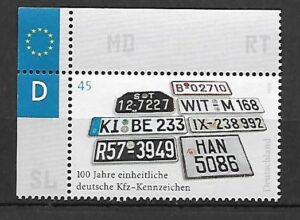 MD RT
D
45
B 02710
S T
12-7227
WIT M 168
KI BE 233
IX-238992
R57-3949
HAN
5086
Deutschland
100 Jahre einheitliche
deutsche Kfz-Kennzeichen
SL